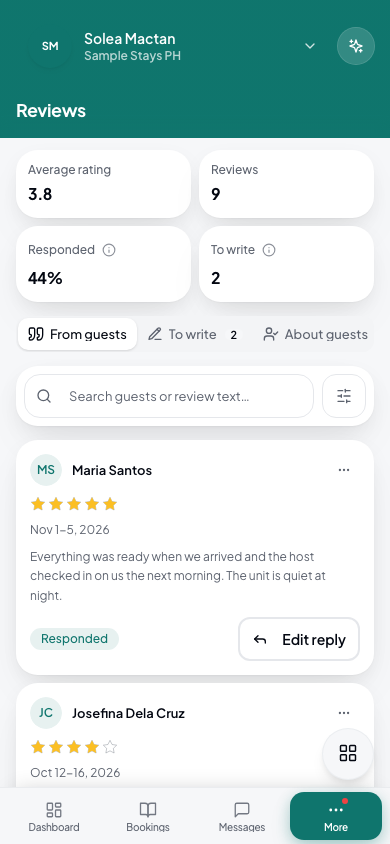 SM
Solea Mactan
Sample Stays PH
Reviews
Average rating
3.8
Reviews
9
Responded
44%
To write
2
From guests
To write 2
About guests
Search guests or review text...
MS
Maria Santos
Nov 1–5, 2026
Everything was ready when we arrived and the host
checked in on us the next morning. The unit is quiet at
night.
Responded
Edit reply
JC
Josefina Dela Cruz
Oct 12–16, 2026
Dashboard
Bookings
Messages
More